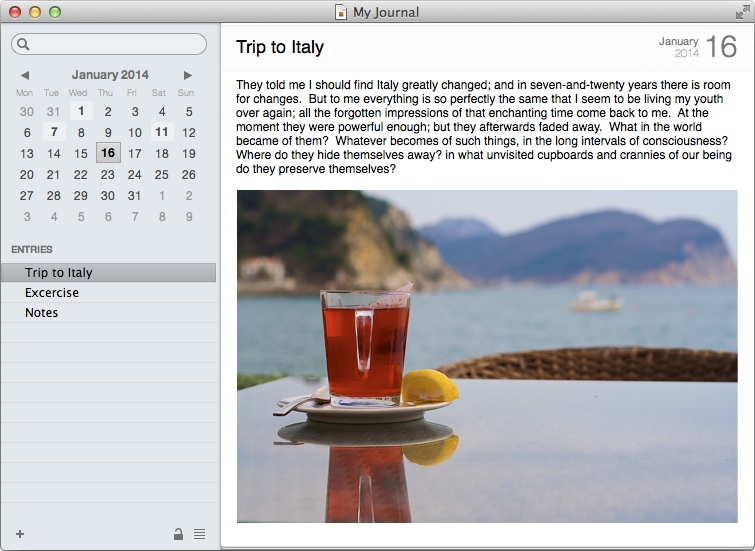 My Journal
January 2014
Mon Tue Wed Thu Fri Sat Sun
30 31 1 2 3 4 5
6 7 8 9 10 11 12
13 14 15 16 17 18 19
20 21 22 23 24 25 26
27 28 29 30 31 1 2
3 4 5 6 7 8 9
ENTRIES
Trip to Italy
Excercise
Notes
Trip to Italy
January
2014
16
They told me I should find Italy greatly changed; and in seven-and-twenty years there is room
for changes.  But to me everything is so perfectly the same that I seem to be living my youth
over again; all the forgotten impressions of that enchanting time come back to me.  At the
moment they were powerful enough; but they afterwards faded away.  What in the world
became of them?  Whatever becomes of such things, in the long intervals of consciousness?
Where do they hide themselves away? in what unvisited cupboards and crannies of our being
do they preserve themselves?